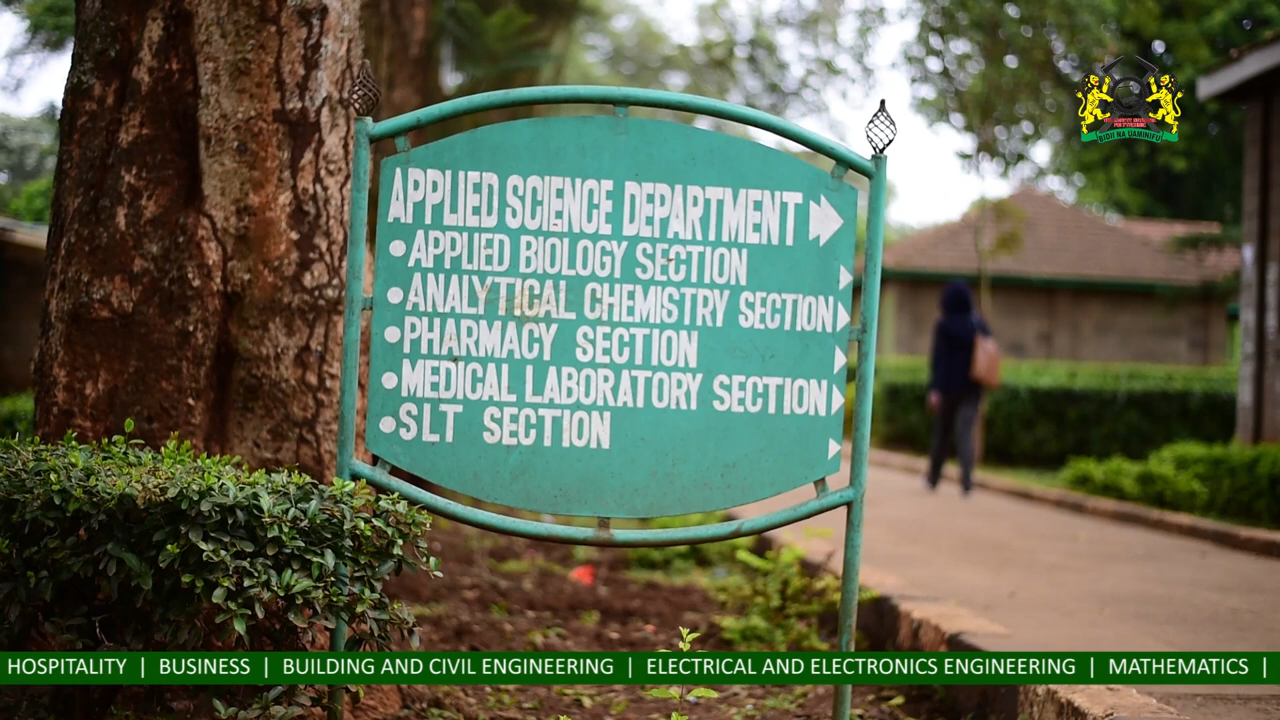 APPLIED SCIENCE DEPARTMENT
•APPLIED BIOLOGY SECTION
•ANALYTICAL CHEMISTRY SECTION
•PHARMACY SECTION
•MEDICAL LABORATORY SECTION
•SLT SECTION
BIDII NA UAMINIFU
HOSPITALITY | BUSINESS | BUILDING AND CIVIL ENGINEERING | ELECTRICAL AND ELECTRONICS ENGINEERING | MATHEMATICS |